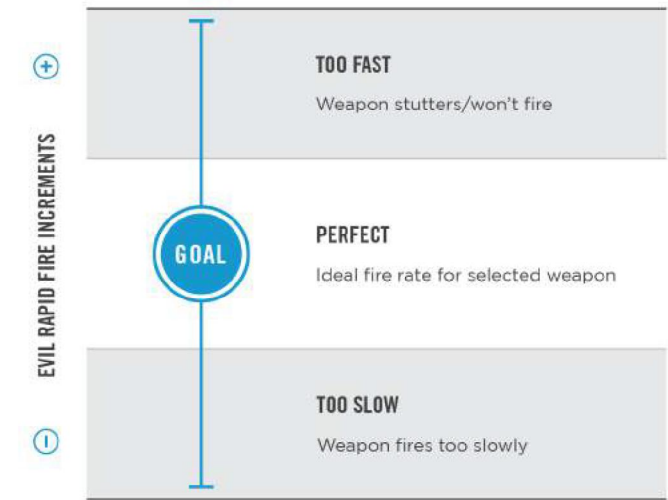 +
TOO FAST
Weapon stutters/won't fire
EVIL RAPID FIRE INCREMENTS
GOAL
PERFECT
Ideal fire rate for selected weapon
TOO SLOW
Weapon fires too slowly